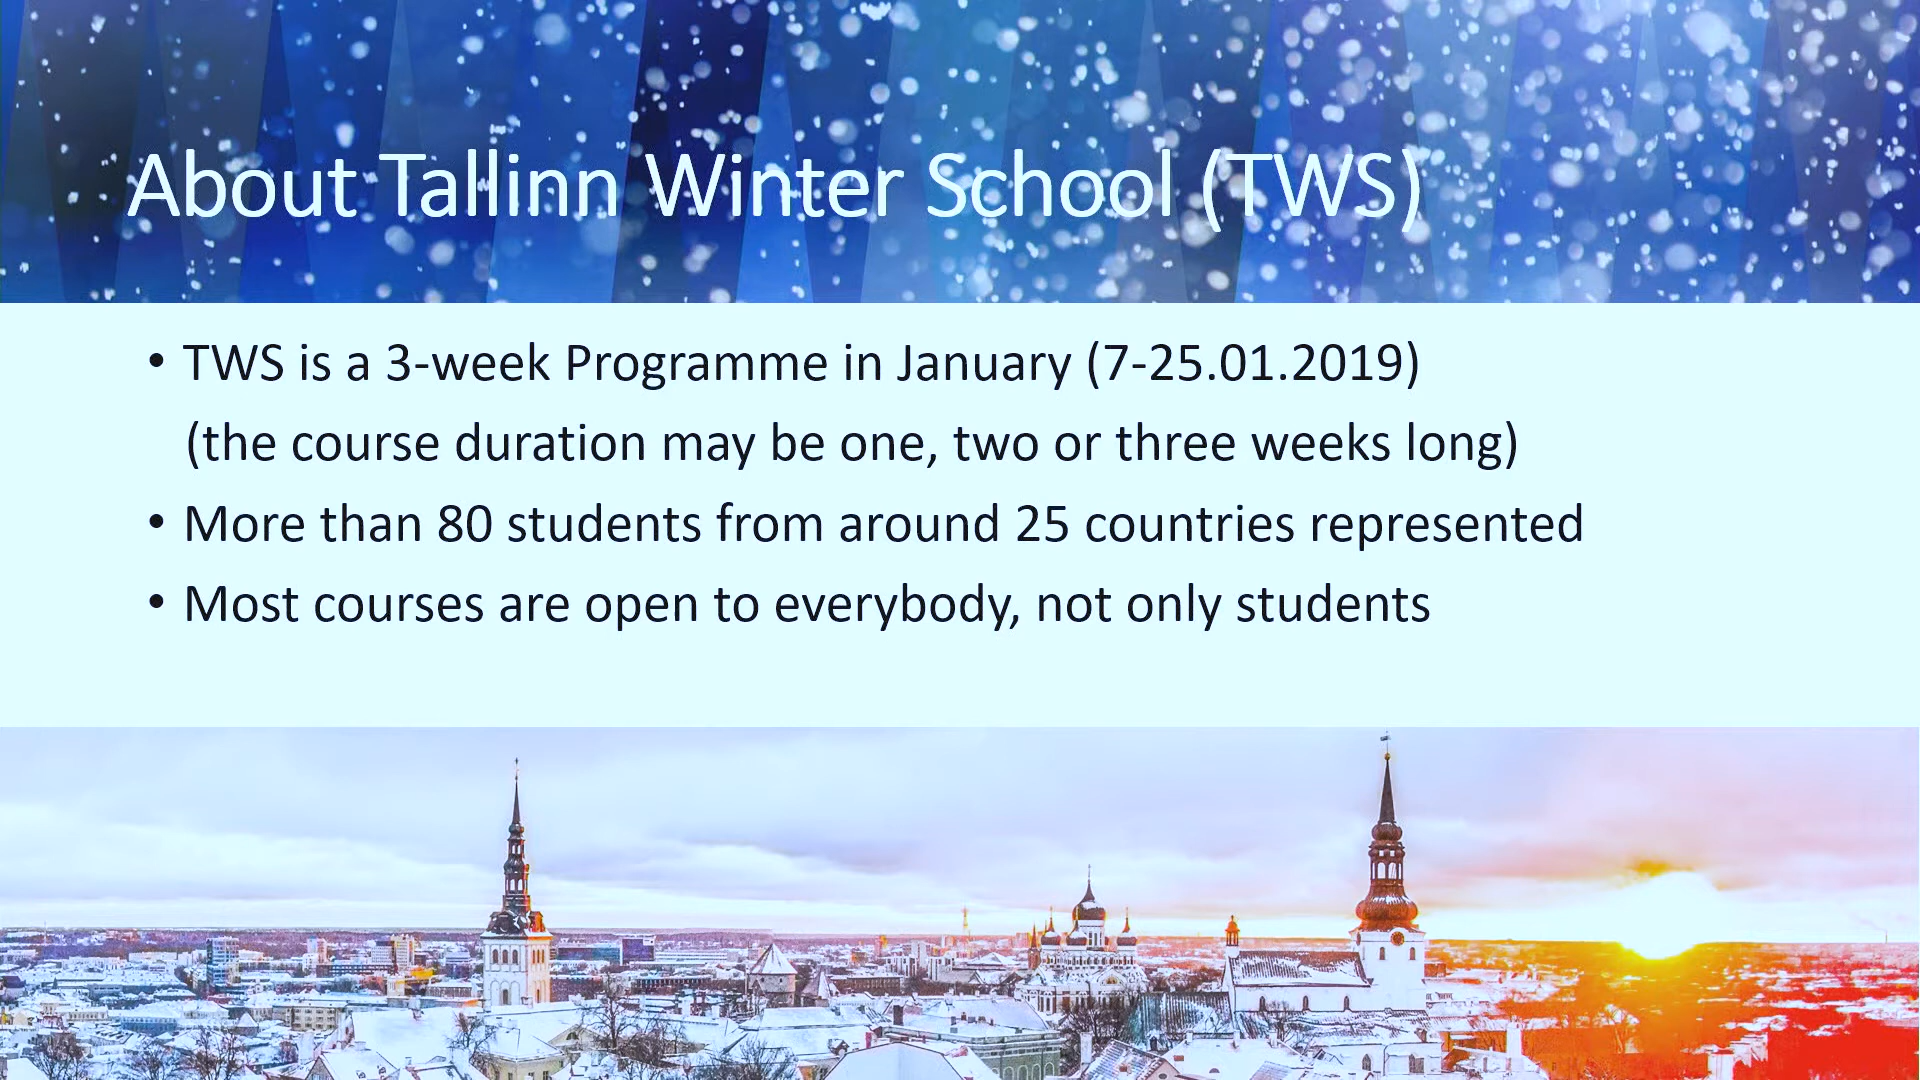 About Tallinn Winter School (TWS)
• TWS is a 3-week Programme in January (7-25.01.2019)
(the course duration may be one, two or three weeks long)
• More than 80 students from around 25 countries represented
• Most courses are open to everybody, not only students